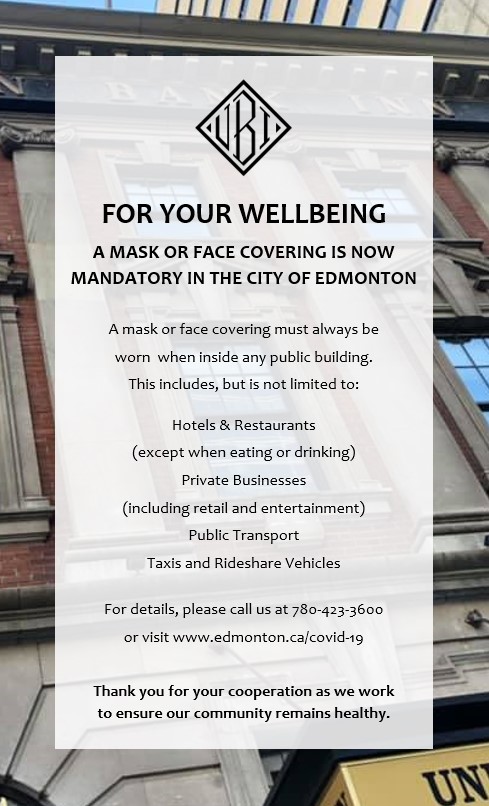 UBI
FOR YOUR WELLBEING
A MASK OR FACE COVERING IS NOW
MANDATORY IN THE CITY OF EDMONTON
A mask or face covering must always be
worn when inside any public building.
This includes, but is not limited to:
Hotels & Restaurants
(except when eating or drinking)
Private Businesses
(including retail and entertainment)
Public Transport
Taxis and Rideshare Vehicles
For details, please call us at 780-423-3600
or visit www.edmonton.ca/covid-19
Thank you for your cooperation as we work
to ensure our community remains healthy.
UN